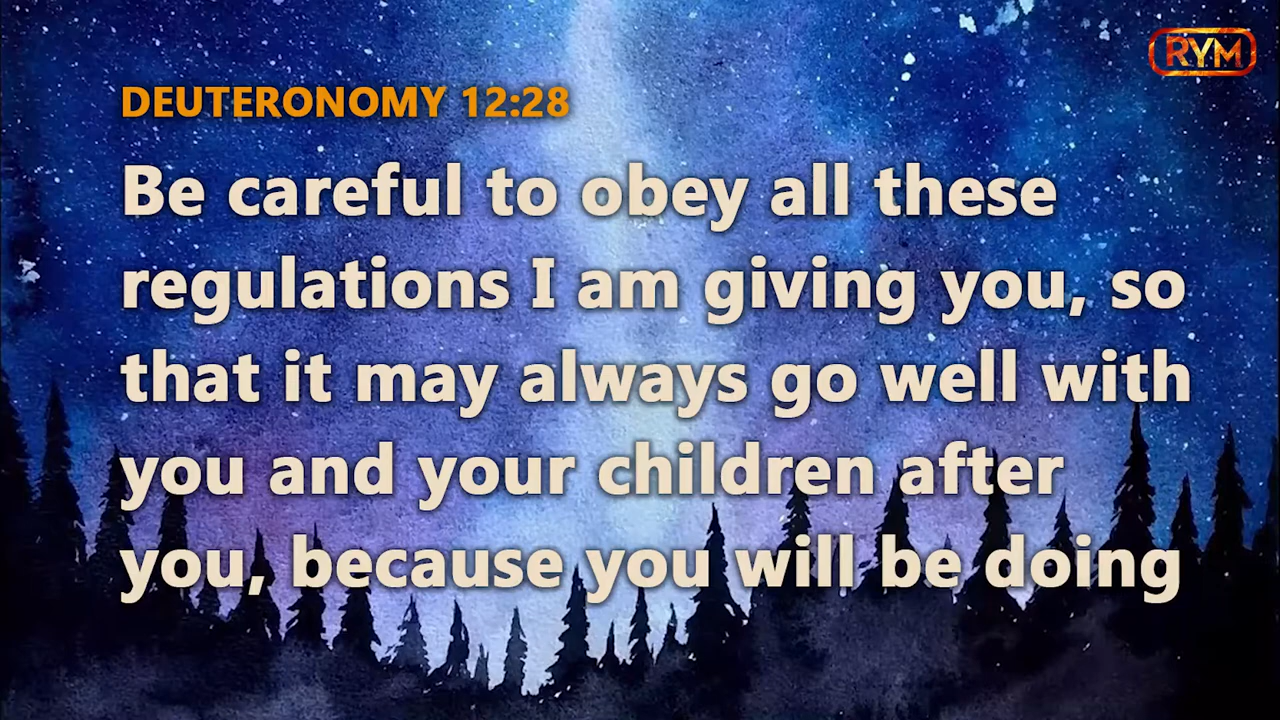 RYM
DEUTERONOMY 12:28
Be careful to obey all these
regulations I am giving you, so
that it may always go well with
you and your children after
you, because you will be doing